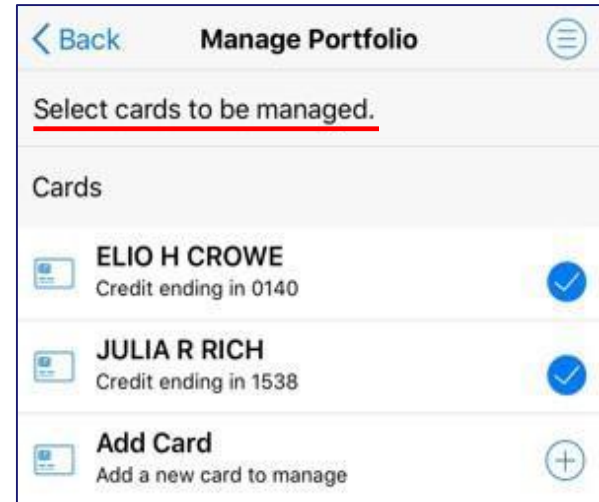 Back Manage Portfolio
Select cards to be managed.
Cards
ELIO H CROWE
Credit ending in 0140
JULIA R RICH
Credit ending in 1538
Add Card
Add a new card to manage